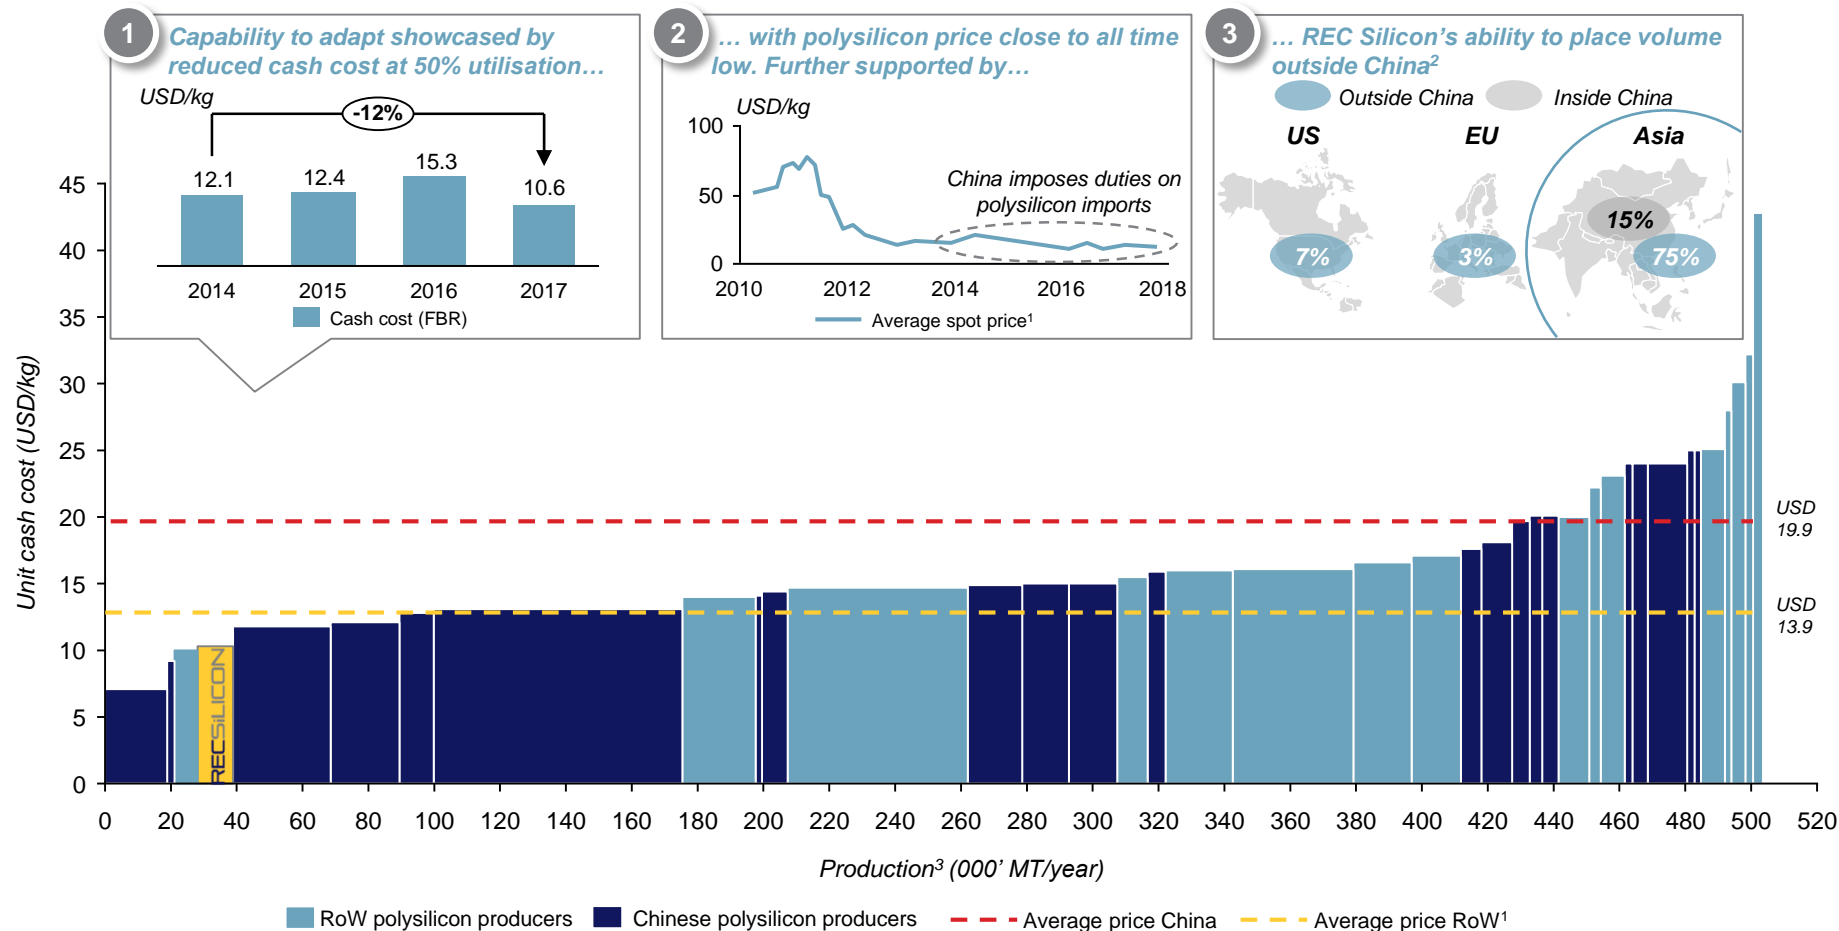 1
Capability to adapt showcased by
reduced cash cost at 50% utilisation…
USD/kg
-12%
12.1
12.4
15.3
10.6
2014
2015
2016
2017
Cash cost (FBR)
2
… with polysilicon price close to all time
low. Further supported by…
USD/kg
100
50
0
China imposes duties on
polysilicon imports
2010
2012
2014
2016
2018
Average spot price¹
3
… REC Silicon's ability to place volume
outside China²
Outside China
Inside China
US
EU
Asia
7%
3%
15%
75%
Unit cash cost (USD/kg)
45
40
35
30
25
20
15
10
5
0
RECSiLICON
USD
19.9
USD
13.9
0
20
40
60
80
100
120
140
160
180
200
220
240
260
280
300
320
340
360
380
400
420
440
460
480
500
520
Production³ (000’ MT/year)
RoW polysilicon producers
Chinese polysilicon producers
Average price China
Average price RoW¹